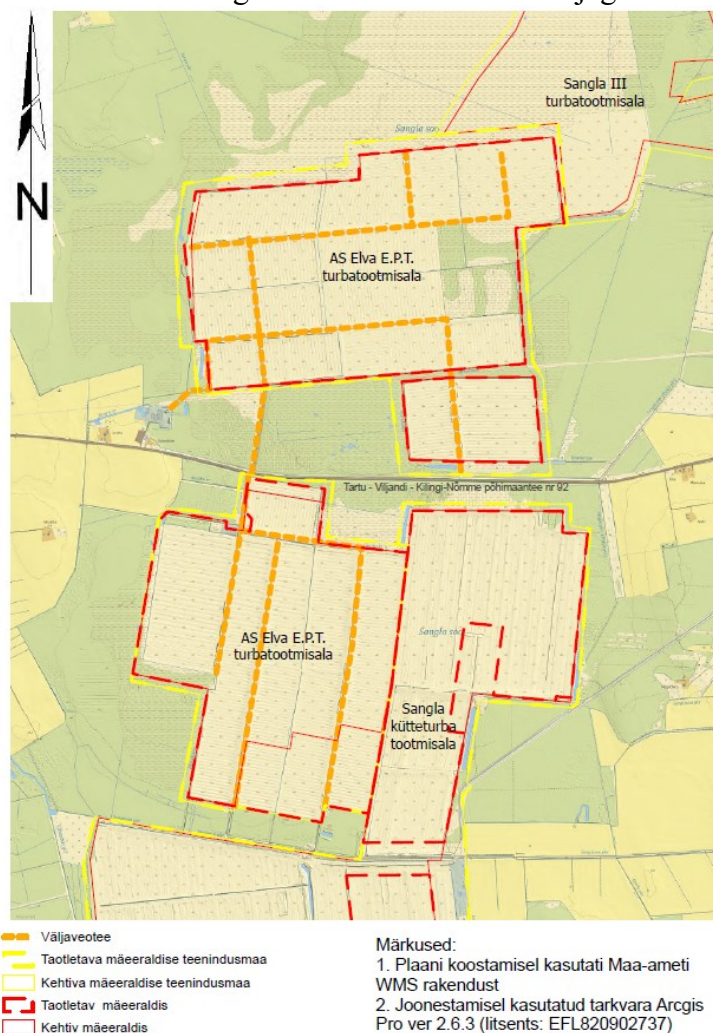 Sangla III
turbatootmisala
Sangla soo
N
AS Elva E.P.T.
turbatootmisala
Tartu - Viljandi - Kilingi-Nõmme põhimaantee nr 92
AS Elva E.P.T.
turbatootmisala
Sangla soo
Sangla
kütteturba
tootmisala
Väljaveotee
Taotletava mäeeraldise teenindusmaa
Kehtiva mäeeraldise teenindusmaa
Taotletav mäeeraldis
Kehtiv mäeeraldis
Märkused:
1. Plaani koostamisel kasutati Maa-ameti
WMS rakendust
2. Joonestamisel kasutatud tarkvara Arcgis
Pro ver 2.6.3 (litsents: EFL820902737)